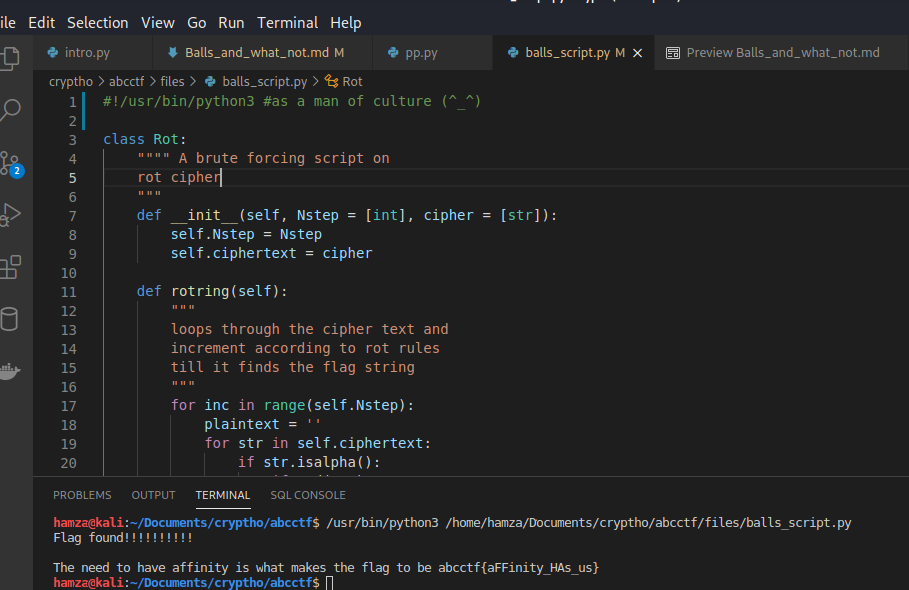 ile Edit Selection View Go Run Terminal Help
intro.py Balls_and_what_not.md M pp.py balls_script.py M × Preview Balls_and_what_not.md
cryptho > abcctf > files > balls_script.py > Rot
1 #!/usr/bin/python3 #as a man of culture (^_^)
2
3 class Rot:
4 """" A brute forcing script on
5 rot cipher
6 """
7 def __init__(self, Nstep = [int], cipher = [str]):
8 self.Nstep = Nstep
9 self.ciphertext = cipher
10
11 def rotring(self):
12 """
13 loops through the cipher text and
14 increment according to rot rules
15 till it finds the flag string
16 """
17 for inc in range(self.Nstep):
18 plaintext = ''
19 for str in self.ciphertext:
20 if str.isalpha():
2
PROBLEMS OUTPUT TERMINAL SQL CONSOLE
hamza@kali:~/Documents/cryptho/abcctf$ /usr/bin/python3 /home/hamza/Documents/cryptho/abcctf/files/balls_script.py
Flag found!!!!!!!!!!
The need to have affinity is what makes the flag to be abcctf{aFFinity_HAs_us}
hamza@kali:~/Documents/cryptho/abcctf$